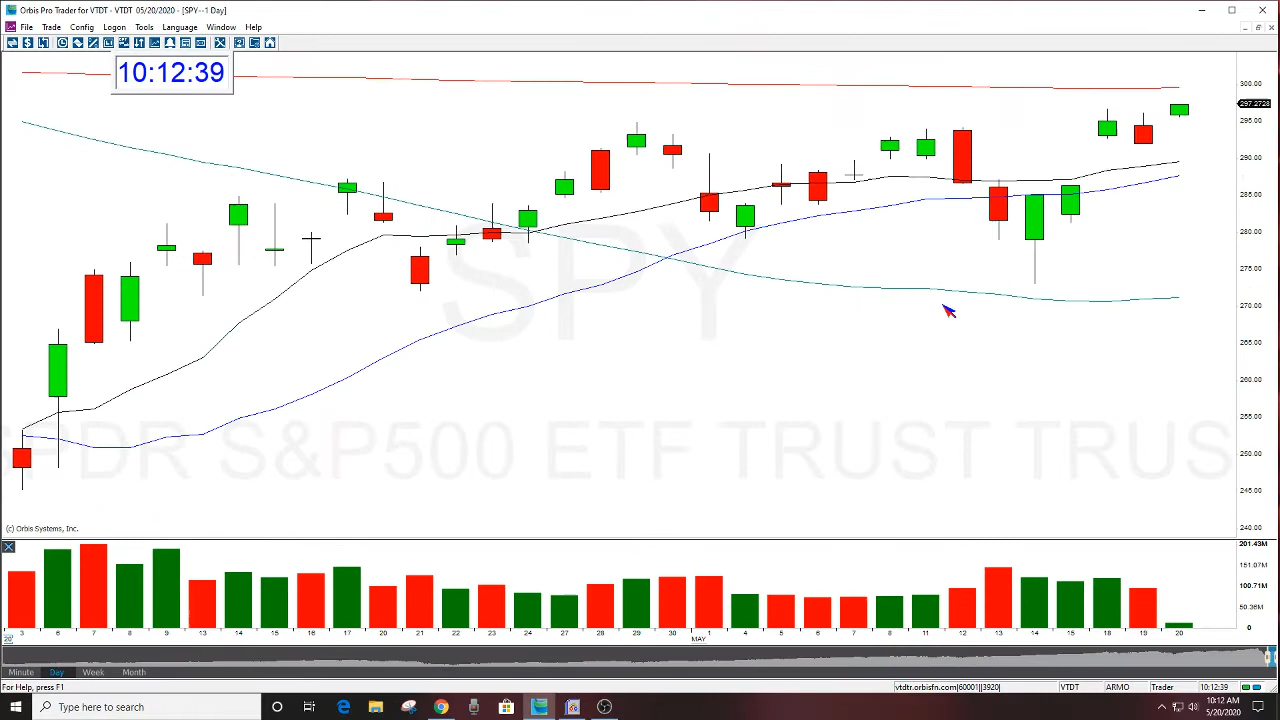 Orbis Pro Trader for VTDT - VTDT 05/20/2020 - [SPY--1 Day]
File Trade Config Logon Tools Language Window Help
10:12:39
300.00
297.2728
295.00
290.00
285.00
280.00
275.00
270.00
265.00
260.00
255.00
250.00
245.00
240.00
SPY
SPDR S&P500 ETF TRUST TRUS
(c) Orbis Systems, Inc.
201.43M
151.07M
100.71M
50.36M
0
3 6 7 8 9 13 14 15 16 17 20 21 22 23 24 27 28 29 30 1 4 5 6 7 8 11 12 13 14 15 18 19 20
20 MAY
Minute Day Week Month
For Help, press F1 vtdtr.orbisfn.com|60001||3920| VTDT ARMO Trader 10:12:39
Type here to search 10:12 AM
5/20/2020